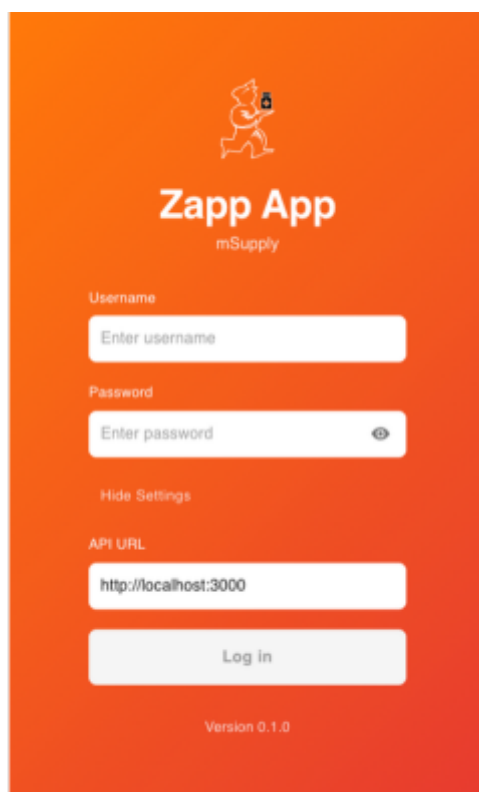 Zapp App
mSupply
Username
Enter username
Password
Enter password
Hide Settings
API URL
http://localhost:3000
Log in
Version 0.1.0